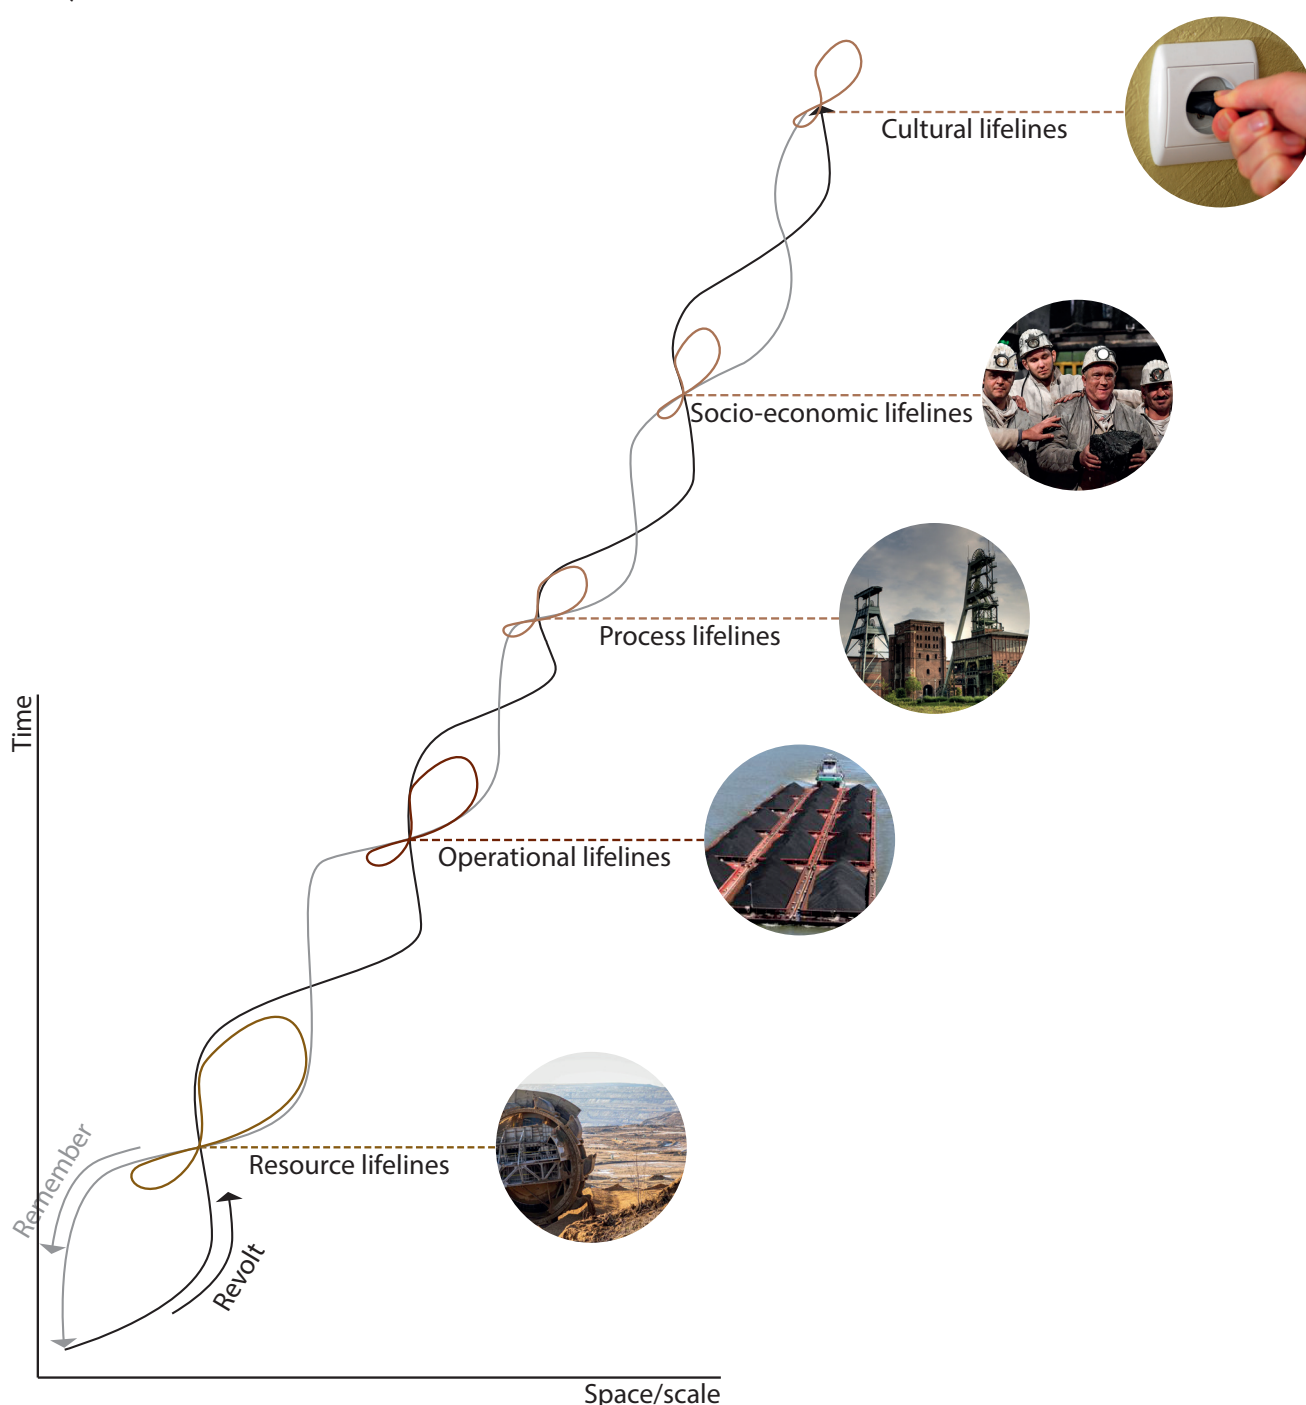 Cultural lifelines
Socio-economic lifelines
Process lifelines
Time
Operational lifelines
Remember
Resource lifelines
Revolt
Space/scale